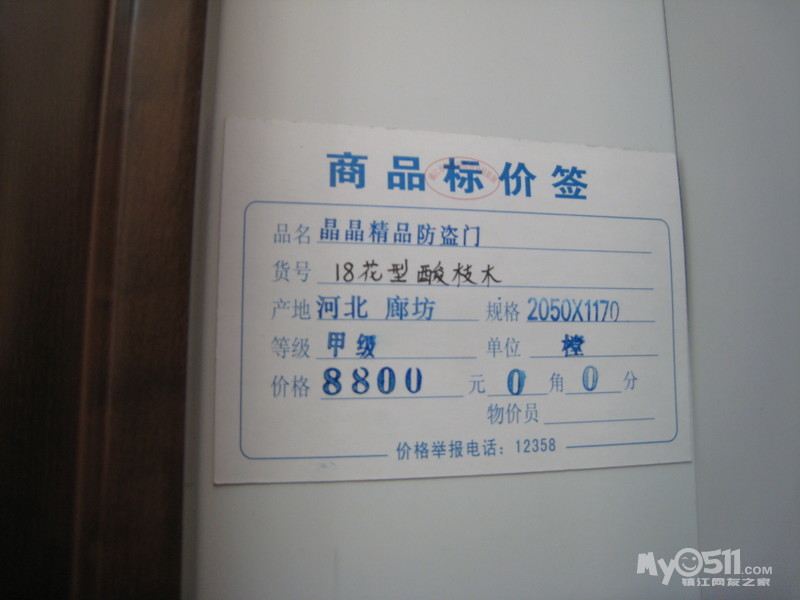 商品标价签
品名 晶晶精品防盗门
货号 18花型酸枝木
产地 河北 廊坊 规格 2050X1170
等级 甲级 单位 樘
价格 8800 元 0 角 0 分
物价员
价格举报电话：12358
MyO511.COM
镇江网友之家